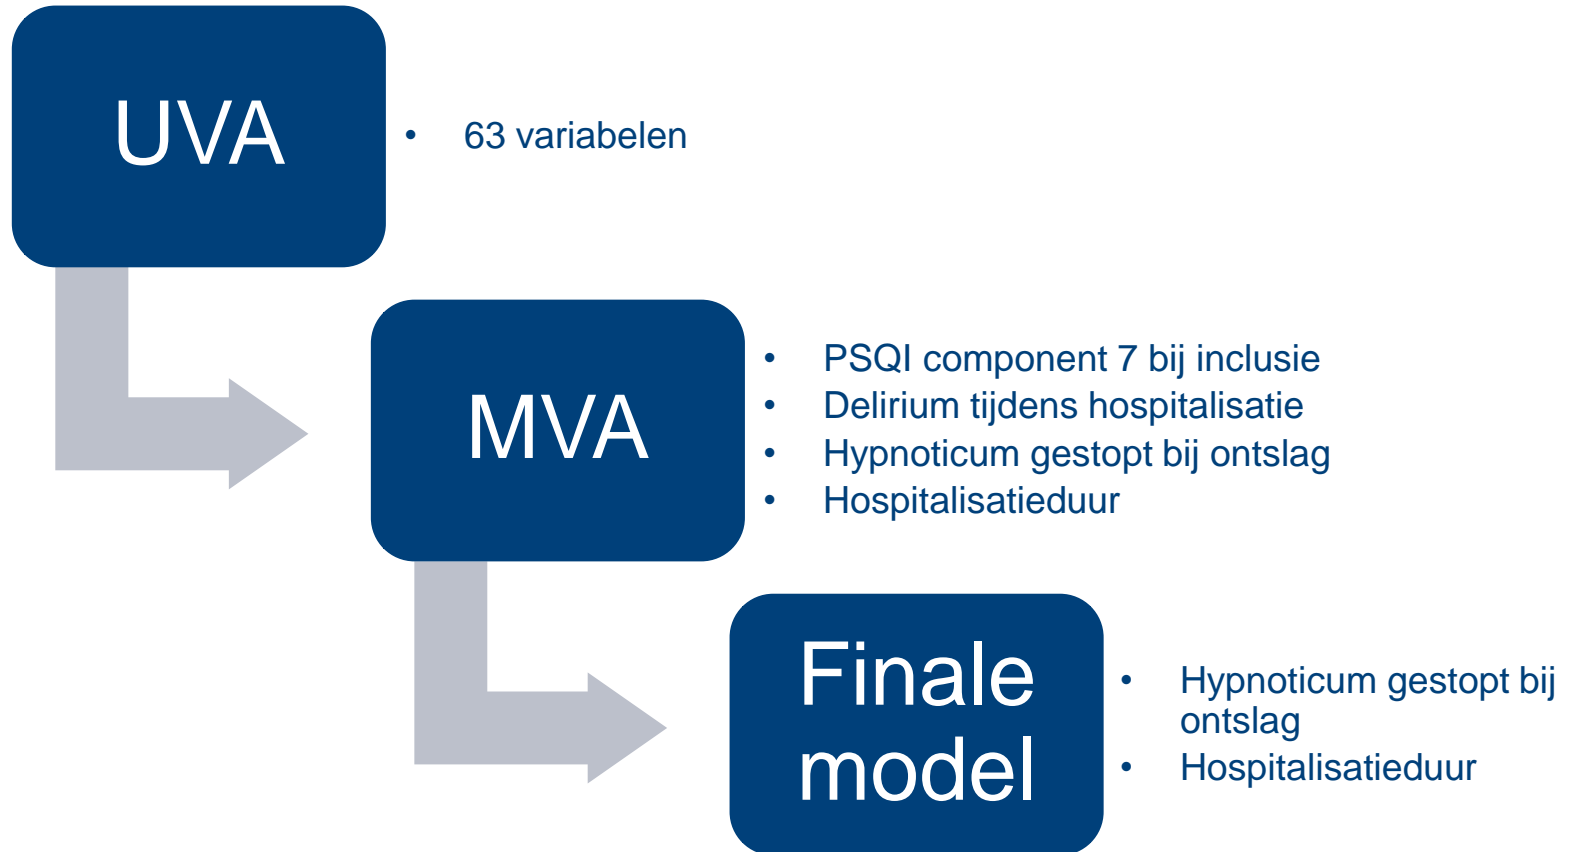 UVA
• 63 variabelen
MVA
• PSQI component 7 bij inclusie
• Delirium tijdens hospitalisatie
• Hypnoticum gestopt bij ontslag
• Hospitalisatieduur
Finale
model
• Hypnoticum gestopt bij
ontslag
• Hospitalisatieduur